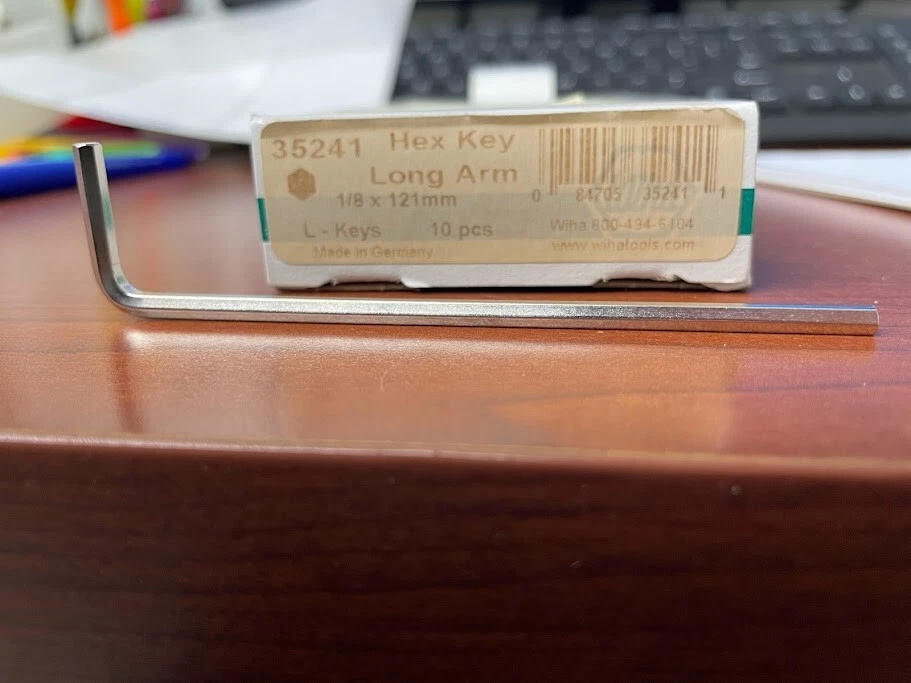 35241 Hex Key
Long Arm
1/8 x 121mm
L - Keys 10 pcs
Made in Germany
0 84705 35241 1
Wiha 800-494-6104
www.wihatools.com